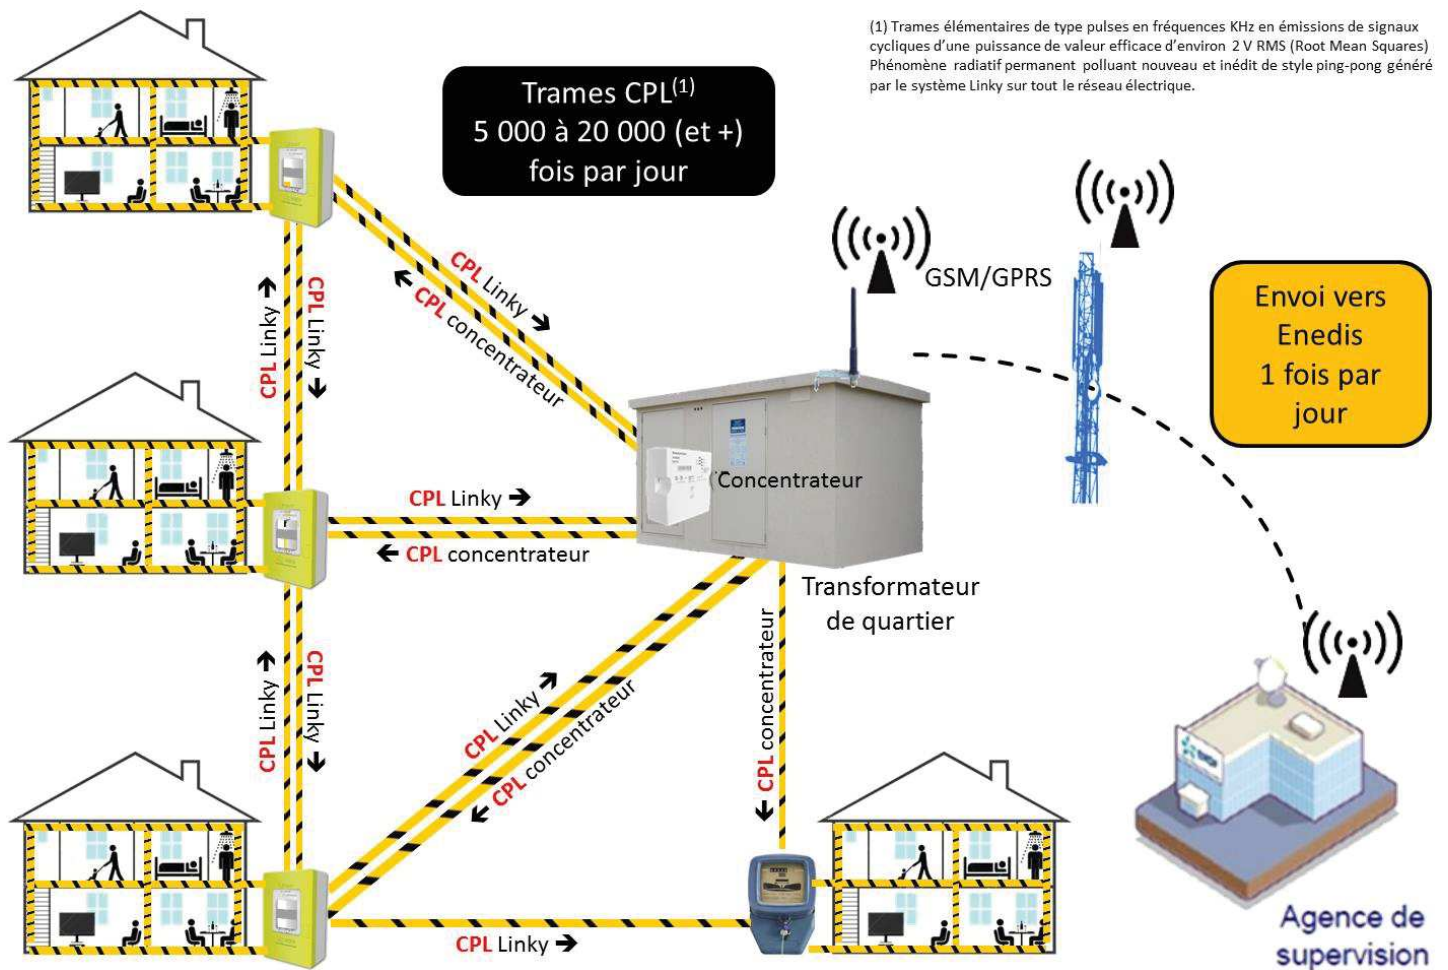 (1) Trames élémentaires de type pulses en fréquences KHz en émissions de signaux
cycliques d'une puissance de valeur efficace d'environ 2 V RMS (Root Mean Squares)
Phénomène radiatif permanent polluant nouveau et inédit de style ping-pong généré
par le système Linky sur tout le réseau électrique.
Trames CPL(1)
5 000 à 20 000 (et +)
fois par jour
GSM/GPRS
Envoi vers
Enedis
1 fois par
jour
CPL Linky →
← CPL concentrateur
CPL Linky →
CPL Linky →
Concentrateur
CPL Linky →
← CPL concentrateur
Transformateur
de quartier
CPL Linky →
CPL Linky →
CPL Linky →
← CPL concentrateur
← CPL concentrateur
CPL Linky →
Agence de
supervision